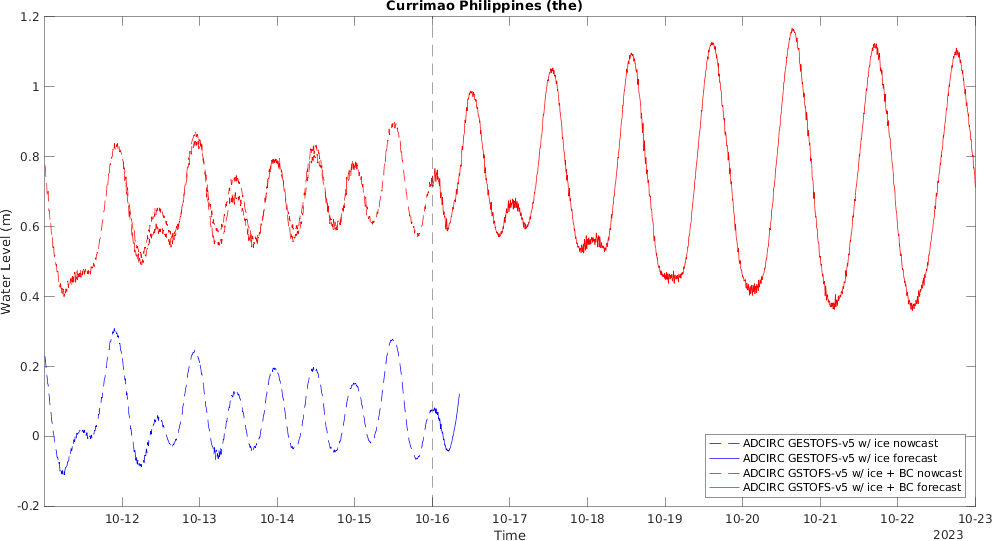 Currimao Philippines (the)
1.2
1
0.8
0.6
0.4
0.2
0
-0.2
Water Level (m)
10-12 10-13 10-14 10-15 10-16 10-17 10-18 10-19 10-20 10-21 10-22 10-23
Time
2023
ADCIRC GESTOFS-v5 w/ ice nowcast
ADCIRC GESTOFS-v5 w/ ice forecast
ADCIRC GSTOFS-v5 w/ ice + BC nowcast
ADCIRC GSTOFS-v5 w/ ice + BC forecast